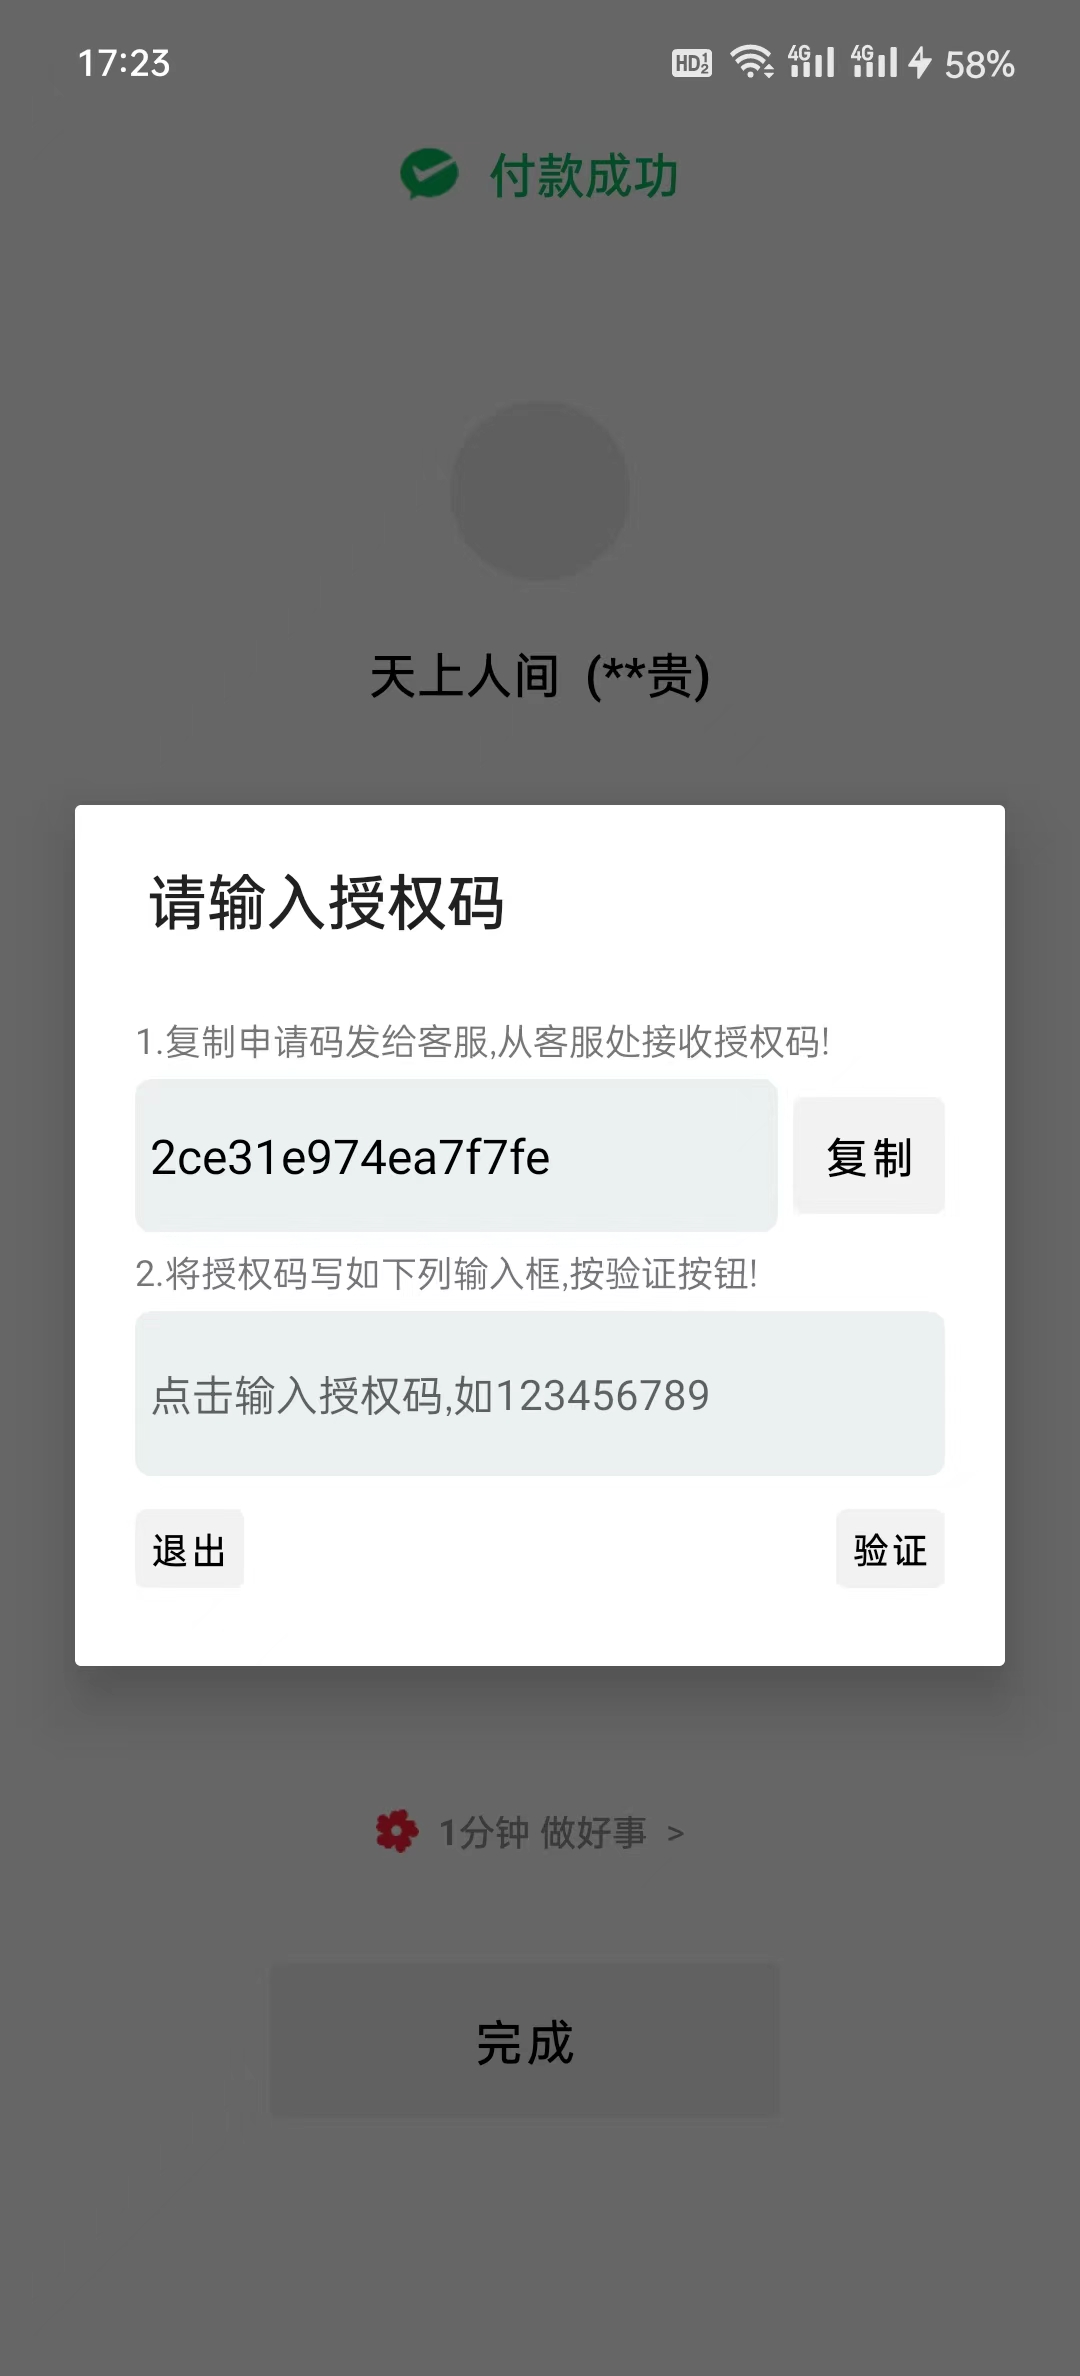 17:23
HD 1 2 4G 4G 58%
付款成功
天上人间 (**贵)
请输入授权码
1.复制申请码发给客服,从客服处接收授权码!
2ce31e974ea7f7fe
复制
2.将授权码写如下列输入框,按验证按钮!
点击输入授权码,如123456789
退出
验证
1分钟 做好事 >
完成